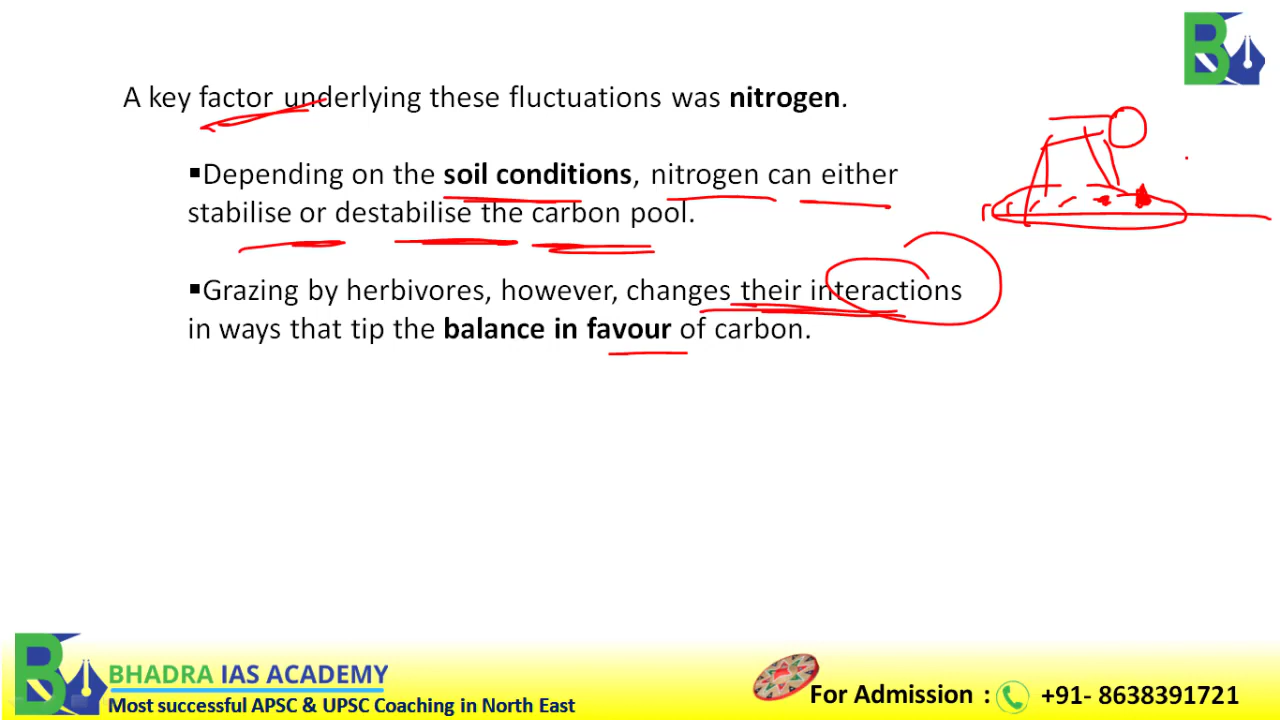 A key factor underlying these fluctuations was nitrogen.
▪Depending on the soil conditions, nitrogen can either
stabilise or destabilise the carbon pool.
▪Grazing by herbivores, however, changes their interactions
in ways that tip the balance in favour of carbon.
BHADRA IAS ACADEMY
Most successful APSC & UPSC Coaching in North East
For Admission : +91- 8638391721